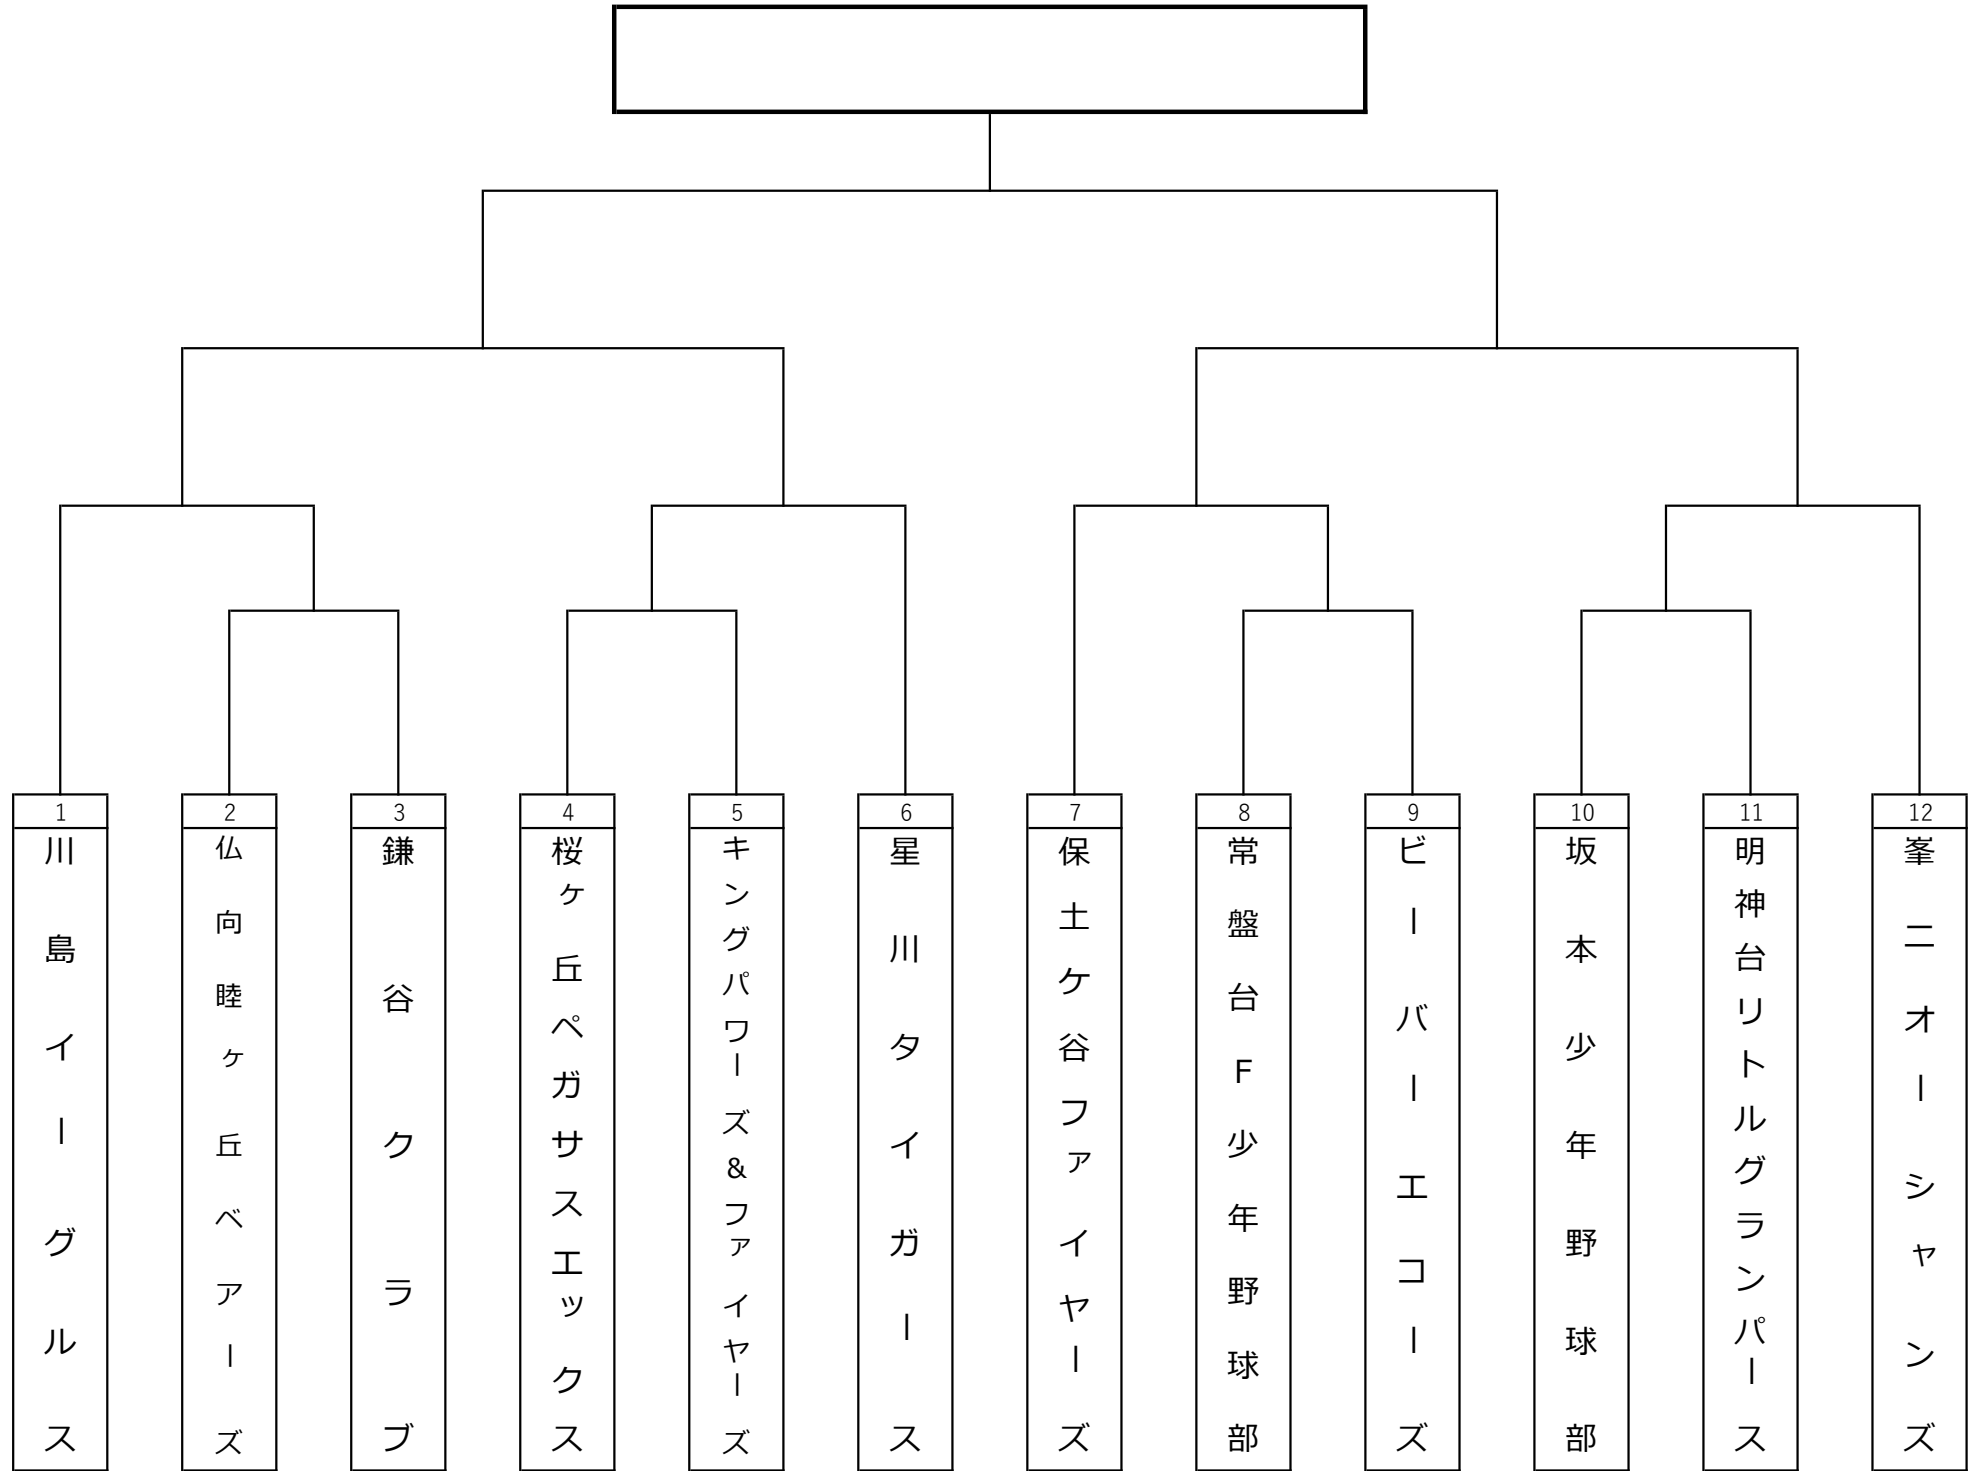 1
川島イーグルス
2
仏向睦ヶ丘ベアーズ
3
鎌谷クラブ
4
桜ヶ丘ペガサスエックス
5
キングパワーズ&ファイヤーズ
6
星川タイガース
7
保土ケ谷ファイヤーズ
8
常盤台F少年野球部
9
ビーバーエコーズ
10
坂本少年野球部
11
明神台リトルグランパース
12
峯二オーシャンズ